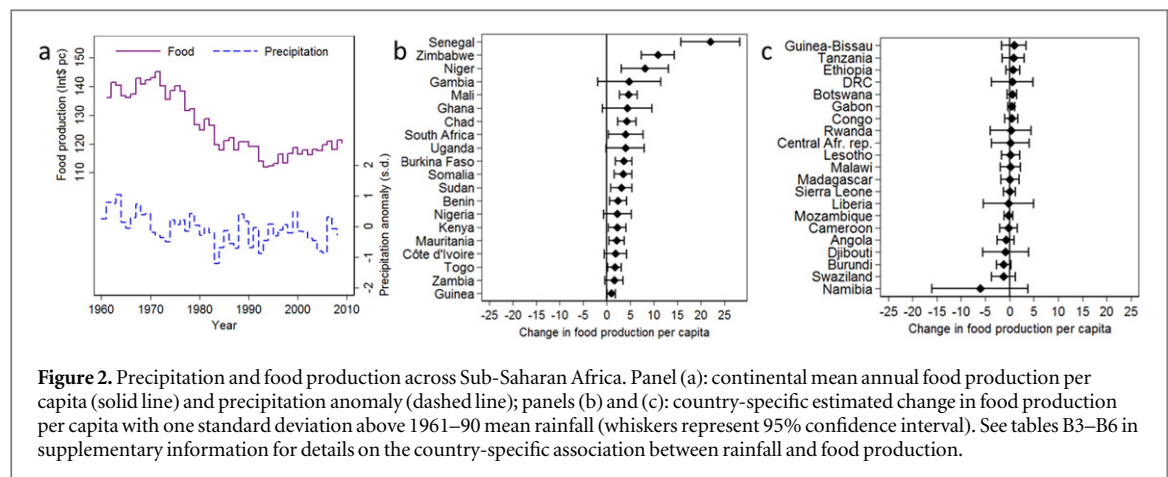 a
Food
Precipitation
Food production (Int$ pc)
150
140
130
120
110
2
1
0
-1
-2
Precipitation anomaly (s.d.)
1960 1970 1980 1990 2000 2010
Year
b
Senegal
Zimbabwe
Niger
Gambia
Mali
Ghana
Chad
South Africa
Uganda
Burkina Faso
Somalia
Sudan
Benin
Nigeria
Kenya
Mauritania
Côte d'Ivoire
Togo
Zambia
Guinea
-25 -20 -15 -10 -5 0 5 10 15 20 25
Change in food production per capita
c
Guinea-Bissau
Tanzania
Ethiopia
DRC
Botswana
Gabon
Congo
Rwanda
Central Afr. rep.
Lesotho
Malawi
Madagascar
Sierra Leone
Liberia
Mozambique
Cameroon
Angola
Djibouti
Burundi
Swaziland
Namibia
-25 -20 -15 -10 -5 0 5 10 15 20 25
Change in food production per capita
Figure 2. Precipitation and food production across Sub-Saharan Africa. Panel (a): continental mean annual food production per
capita (solid line) and precipitation anomaly (dashed line); panels (b) and (c): country-specific estimated change in food production
per capita with one standard deviation above 1961–90 mean rainfall (whiskers represent 95% confidence interval). See tables B3–B6 in
supplementary information for details on the country-specific association between rainfall and food production.